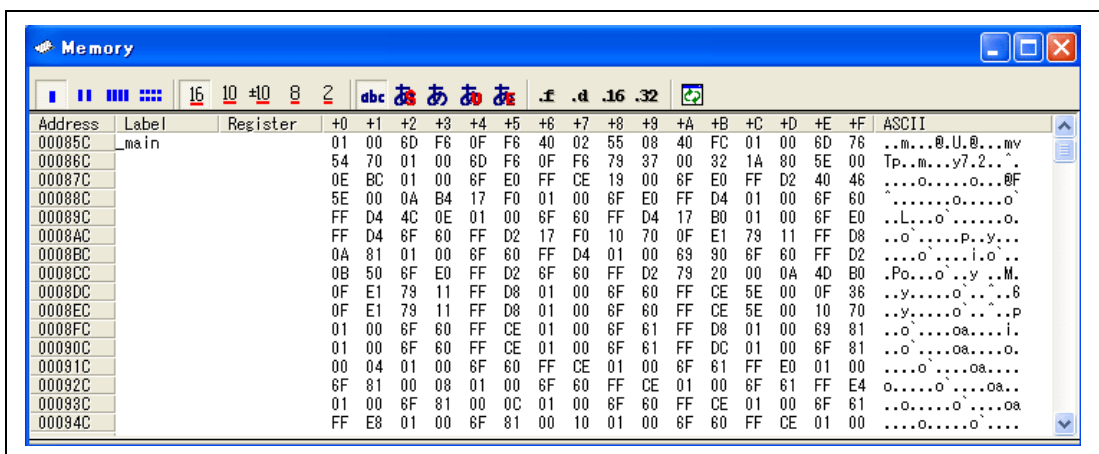 Memory
16 10 ±10 8 2 abc あS あ あO あE .f .d .16 .32
Address Label Register +0 +1 +2 +3 +4 +5 +6 +7 +8 +9 +A +B +C +D +E +F ASCII
00085C _main 01 00 6D F6 0F F6 40 02 55 08 40 FC 01 00 6D 76 ..m...@.U.@...mv
00086C 54 70 01 00 6D F6 0F F6 79 37 00 32 1A 80 5E 00 Tp..m...y7.2..^.
00087C 0E BC 01 00 6F E0 FF CE 19 00 6F E0 FF D2 40 46 ....o.....o...@F
00088C 5E 00 0A B4 17 F0 01 00 6F E0 FF D4 01 00 6F 60 ^.......o.....o`
00089C FF D4 4C 0E 01 00 6F 60 FF D4 17 B0 01 00 6F E0 ..L...o`......o.
0008AC FF D4 6F 60 FF D2 17 F0 10 70 0F E1 79 11 FF D8 ..o`.....p..y...
0008BC 0A 81 01 00 6F 60 FF D4 01 00 69 90 6F 60 FF D2 ....o`....i.o`..
0008CC 0B 50 6F E0 FF D2 6F 60 FF D2 79 20 00 0A 4D B0 .Po...o`..y ..M.
0008DC 0F E1 79 11 FF D8 01 00 6F 60 FF CE 5E 00 0F 36 ..y.....o`..^..6
0008EC 0F E1 79 11 FF D8 01 00 6F 60 FF CE 5E 00 10 70 ..y.....o`..^..p
0008FC 01 00 6F 60 FF CE 01 00 6F 61 FF D8 01 00 69 81 ..o`....oa....i.
00090C 01 00 6F 60 FF CE 01 00 6F 61 FF DC 01 00 6F 81 ..o`....oa....o.
00091C 00 04 01 00 6F 60 FF CE 01 00 6F 61 FF E0 01 00 ....o`....oa....
00092C 6F 81 00 08 01 00 6F 60 FF CE 01 00 6F 61 FF E4 o.....o`....oa..
00093C 01 00 6F 81 00 0C 01 00 6F 60 FF CE 01 00 6F 61 ..o.....o`....oa
00094C FF E8 01 00 6F 81 00 10 01 00 6F 60 FF CE 01 00 ....o.....o`....